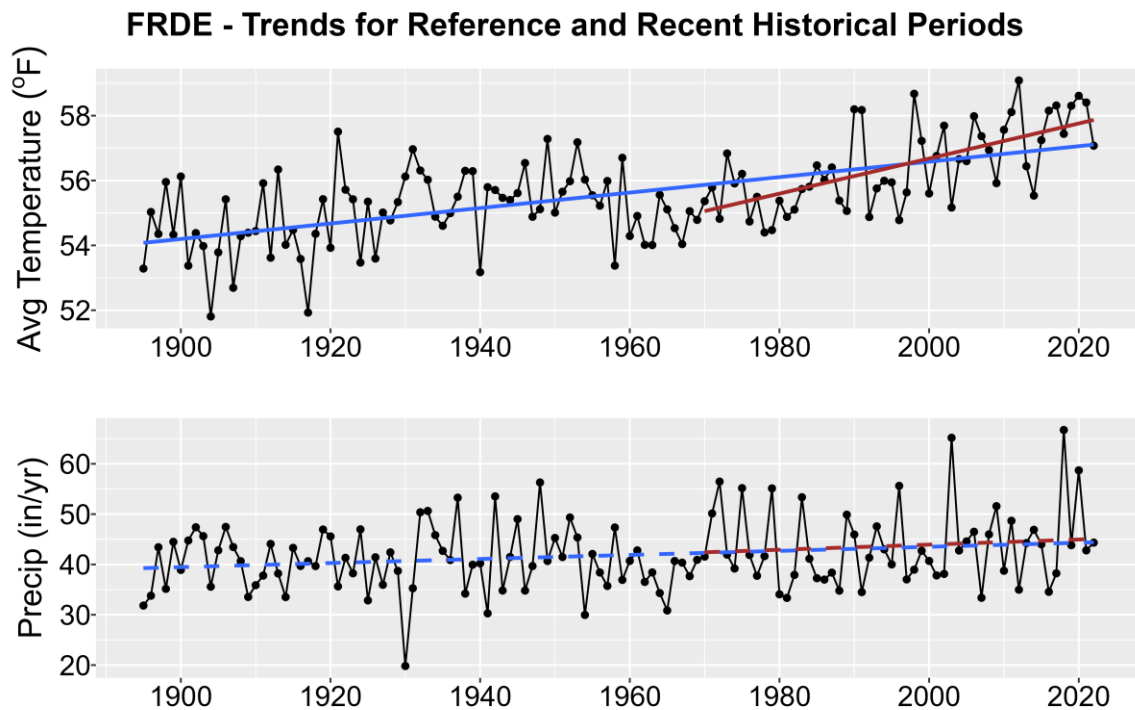 FRDE - Trends for Reference and Recent Historical Periods
Avg Temperature (°F)
58
56
54
52
1900 1920 1940 1960 1980 2000 2020
Precip (in/yr)
60
50
40
30
20
1900 1920 1940 1960 1980 2000 2020